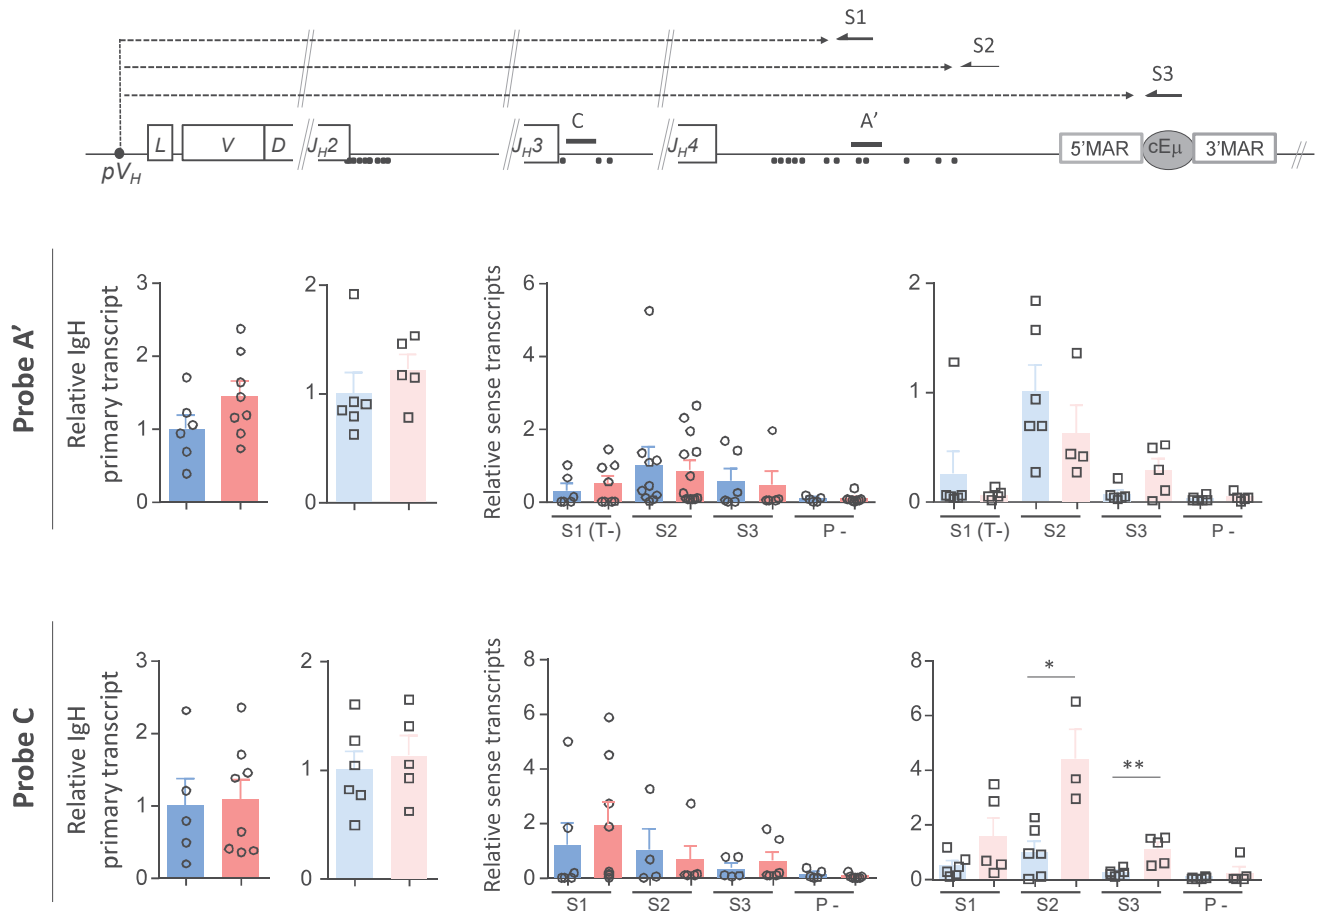 S1
S2
S3
C
A’
L
V
D
JH2
JH3
JH4
5’MAR
cEμ
3’MAR
pVH
Probe A’
Relative IgH
primary transcript
3
2
1
0
2
1
0
Relative sense transcripts
6
4
2
0
S1 (T-)
S2
S3
P -
2
1
0
S1 (T-)
S2
S3
P -
Probe C
Relative IgH
primary transcript
3
2
1
0
2
1
0
Relative sense transcripts
8
6
4
2
0
S1
S2
S3
P -
8
6
4
2
0
*
**
S1
S2
S3
P -